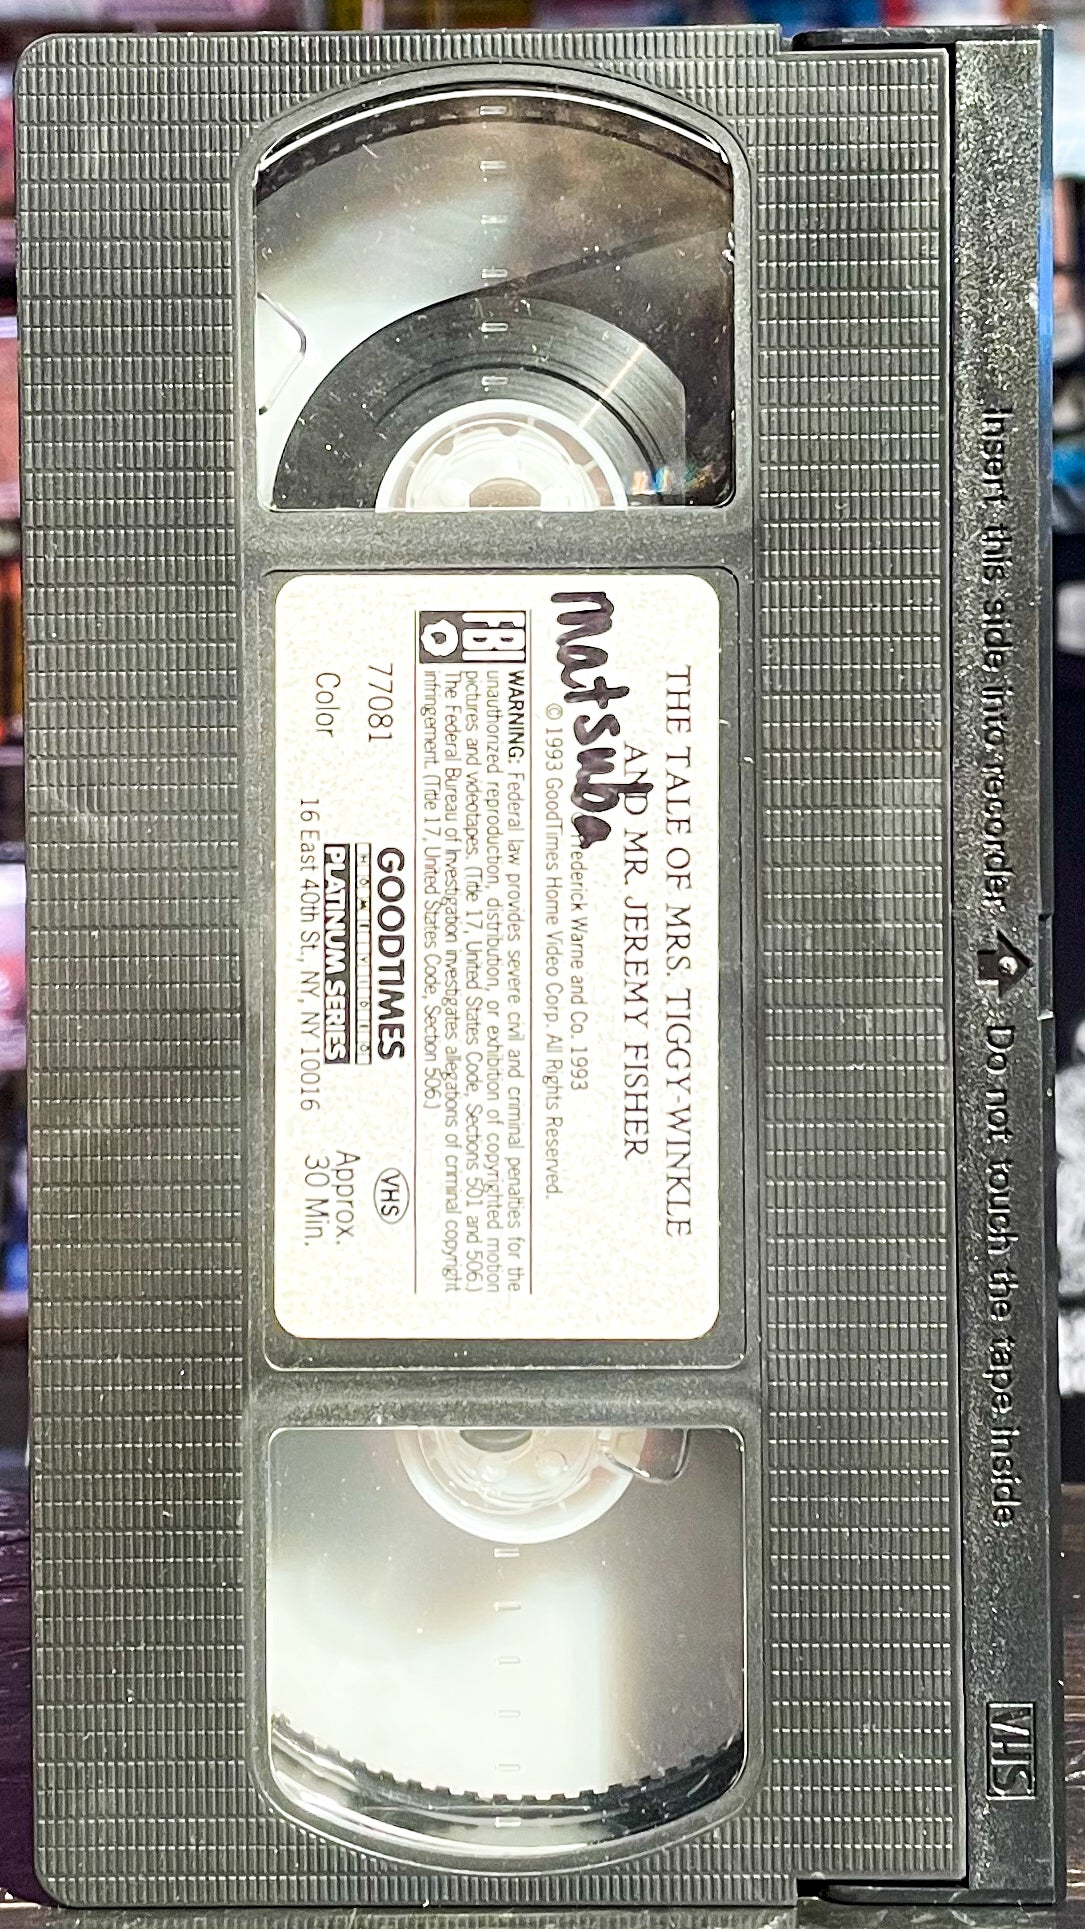 THE TALE OF MRS. TIGGY-WINKLE
AND MR. JEREMY FISHER
matsuba
ederick Warne and Co. 1993
© 1993 GoodTimes Home Video Corp. All Rights Reserved.
FBI
WARNING: Federal law provides severe civil and criminal penalties for the
unauthorized reproduction, distribution, or exhibition of copyrighted motion
pictures and videotapes. (Title 17, United States Code, Sections 501 and 506.)
The Federal Bureau of Investigation investigates allegations of criminal copyright
infringement. (Title 17, United States Code, Section 506.)
77081
GOODTIMES
HOME VIDEO
PLATINUM SERIES
VHS
Color
16 East 40th St., NY, NY 10016
Approx.
30 Min.
Insert this side into recorder Do not touch the tape inside
VHS